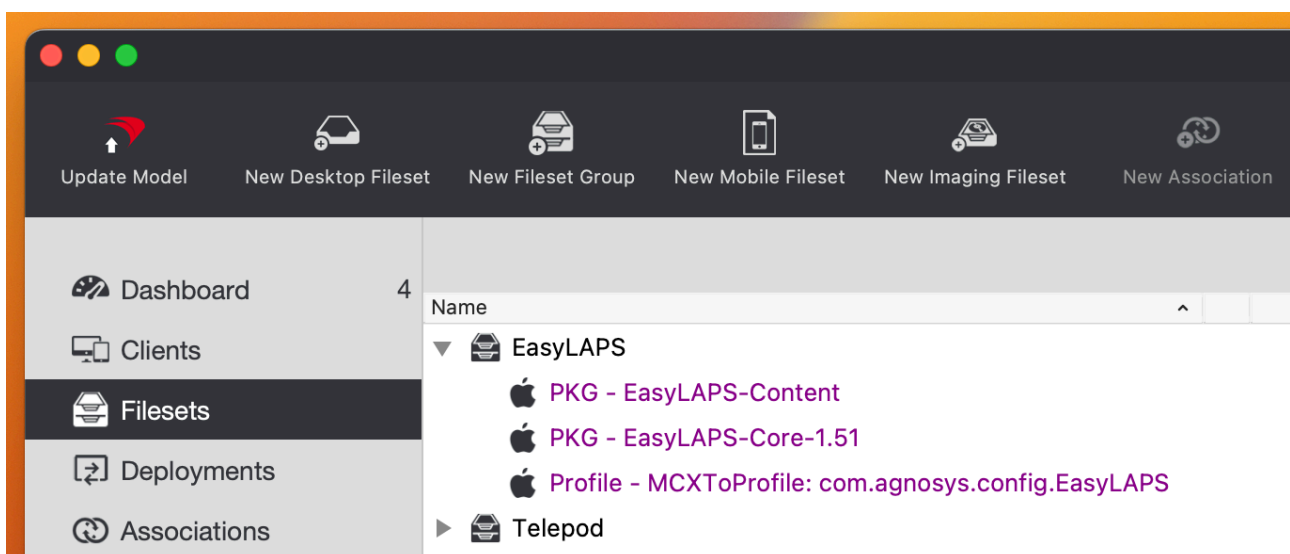 Update Model
New Desktop Fileset
New Fileset Group
New Mobile Fileset
New Imaging Fileset
New Association
Dashboard 4
Clients
Filesets
Deployments
Associations
Name
EasyLAPS
PKG - EasyLAPS-Content
PKG - EasyLAPS-Core-1.51
Profile - MCXToProfile: com.agnosys.config.EasyLAPS
Telepod